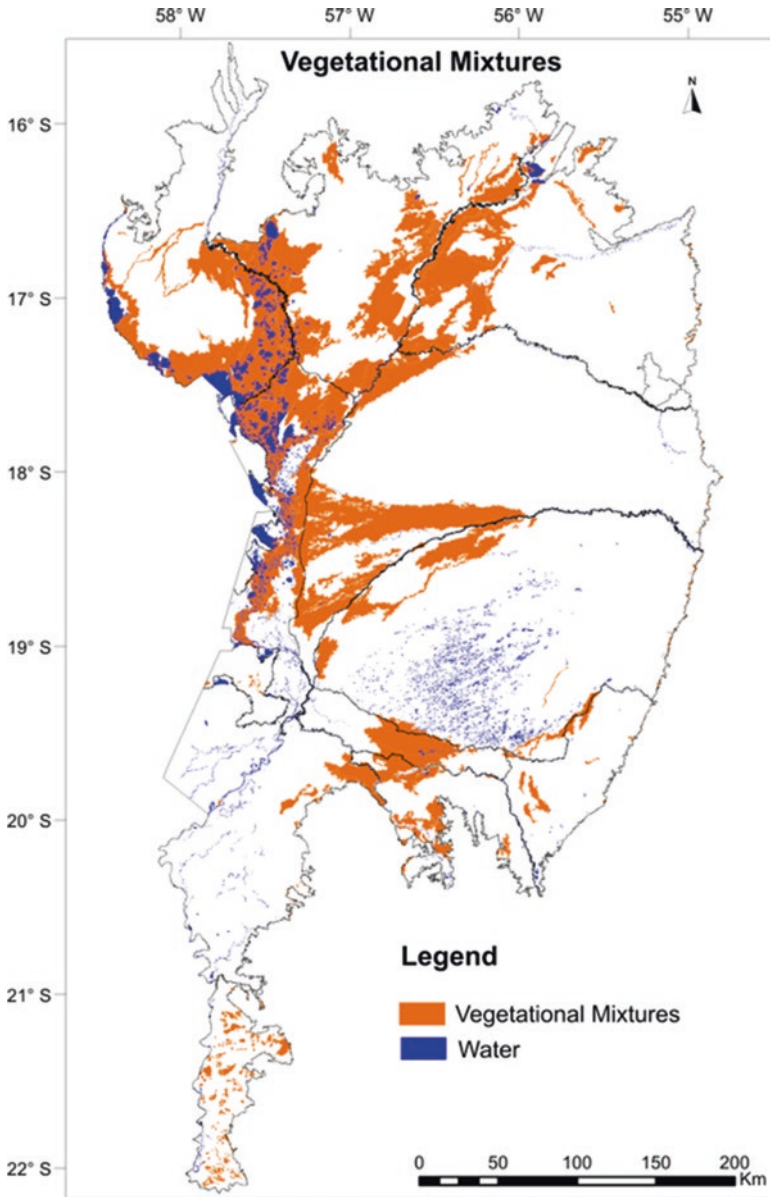 58° W 57° W 56° W 55° W
Vegetational Mixtures
N
16° S
17° S
18° S
19° S
20° S
21° S
22° S
Legend
Vegetational Mixtures
Water
0 50 100 150 200
Km